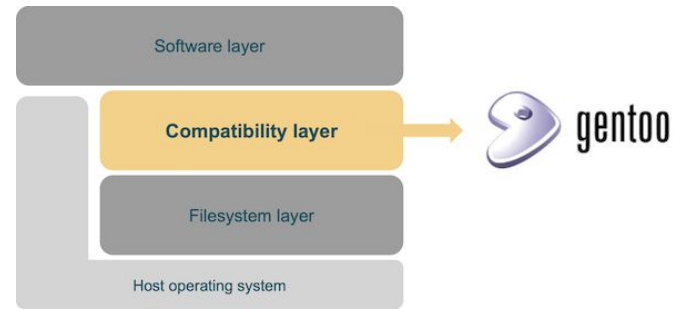 Software layer
Compatibility layer
gentoo
Filesystem layer
Host operating system